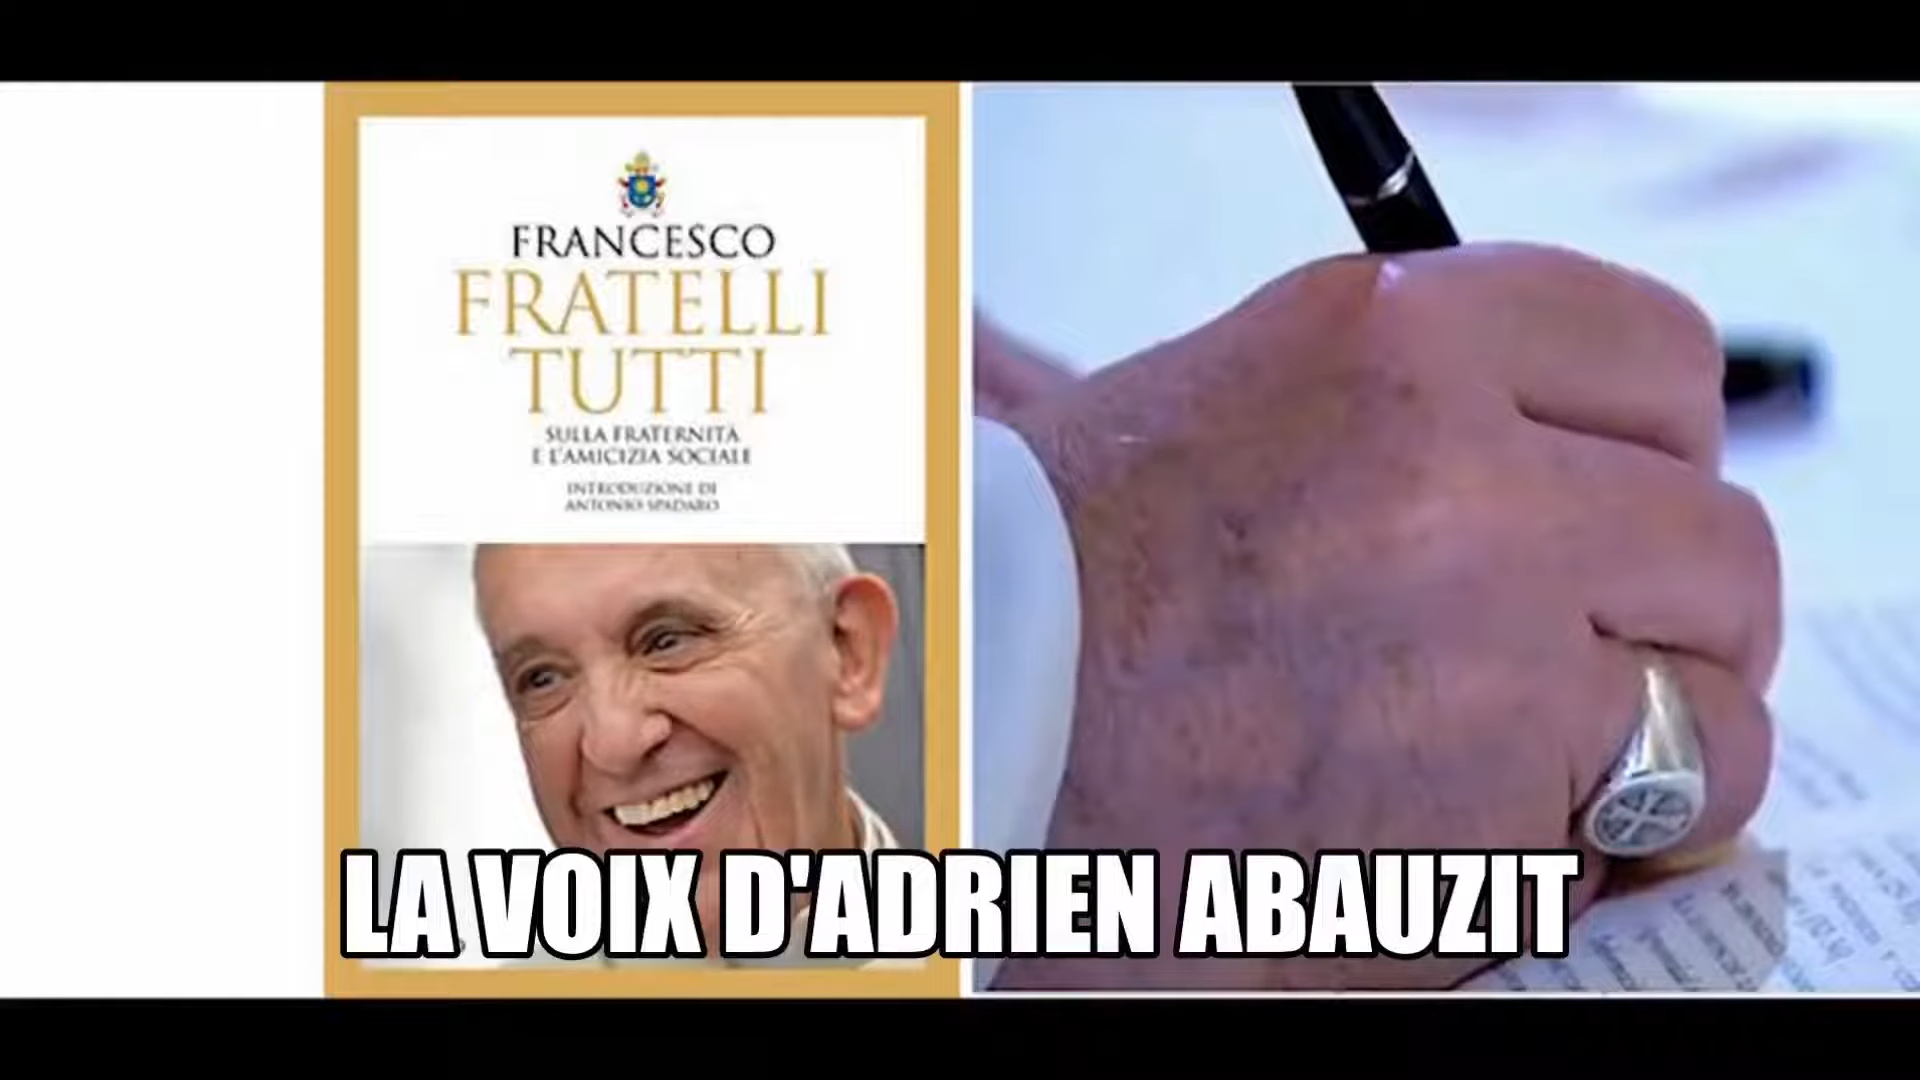 FRANCESCO
FRATELLI
TUTTI
SULLA FRATERNITÀ
E L'AMICIZIA SOCIALE
INTRODUZIONE DI
ANTONIO SPADARO
LA VOIX D'ADRIEN ABAUZIT